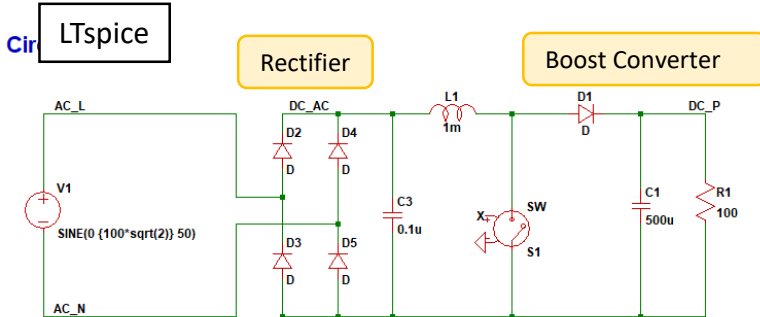 LTspice
Cir
Rectifier
Boost Converter
AC_L
DC_AC
L1
1m
D1
D
DC_P
D2
D
D4
D
V1
SINE(0 {100*sqrt(2)} 50)
C3
0.1u
X
SW
S1
C1
500u
R1
100
D3
D
D5
D
AC_N